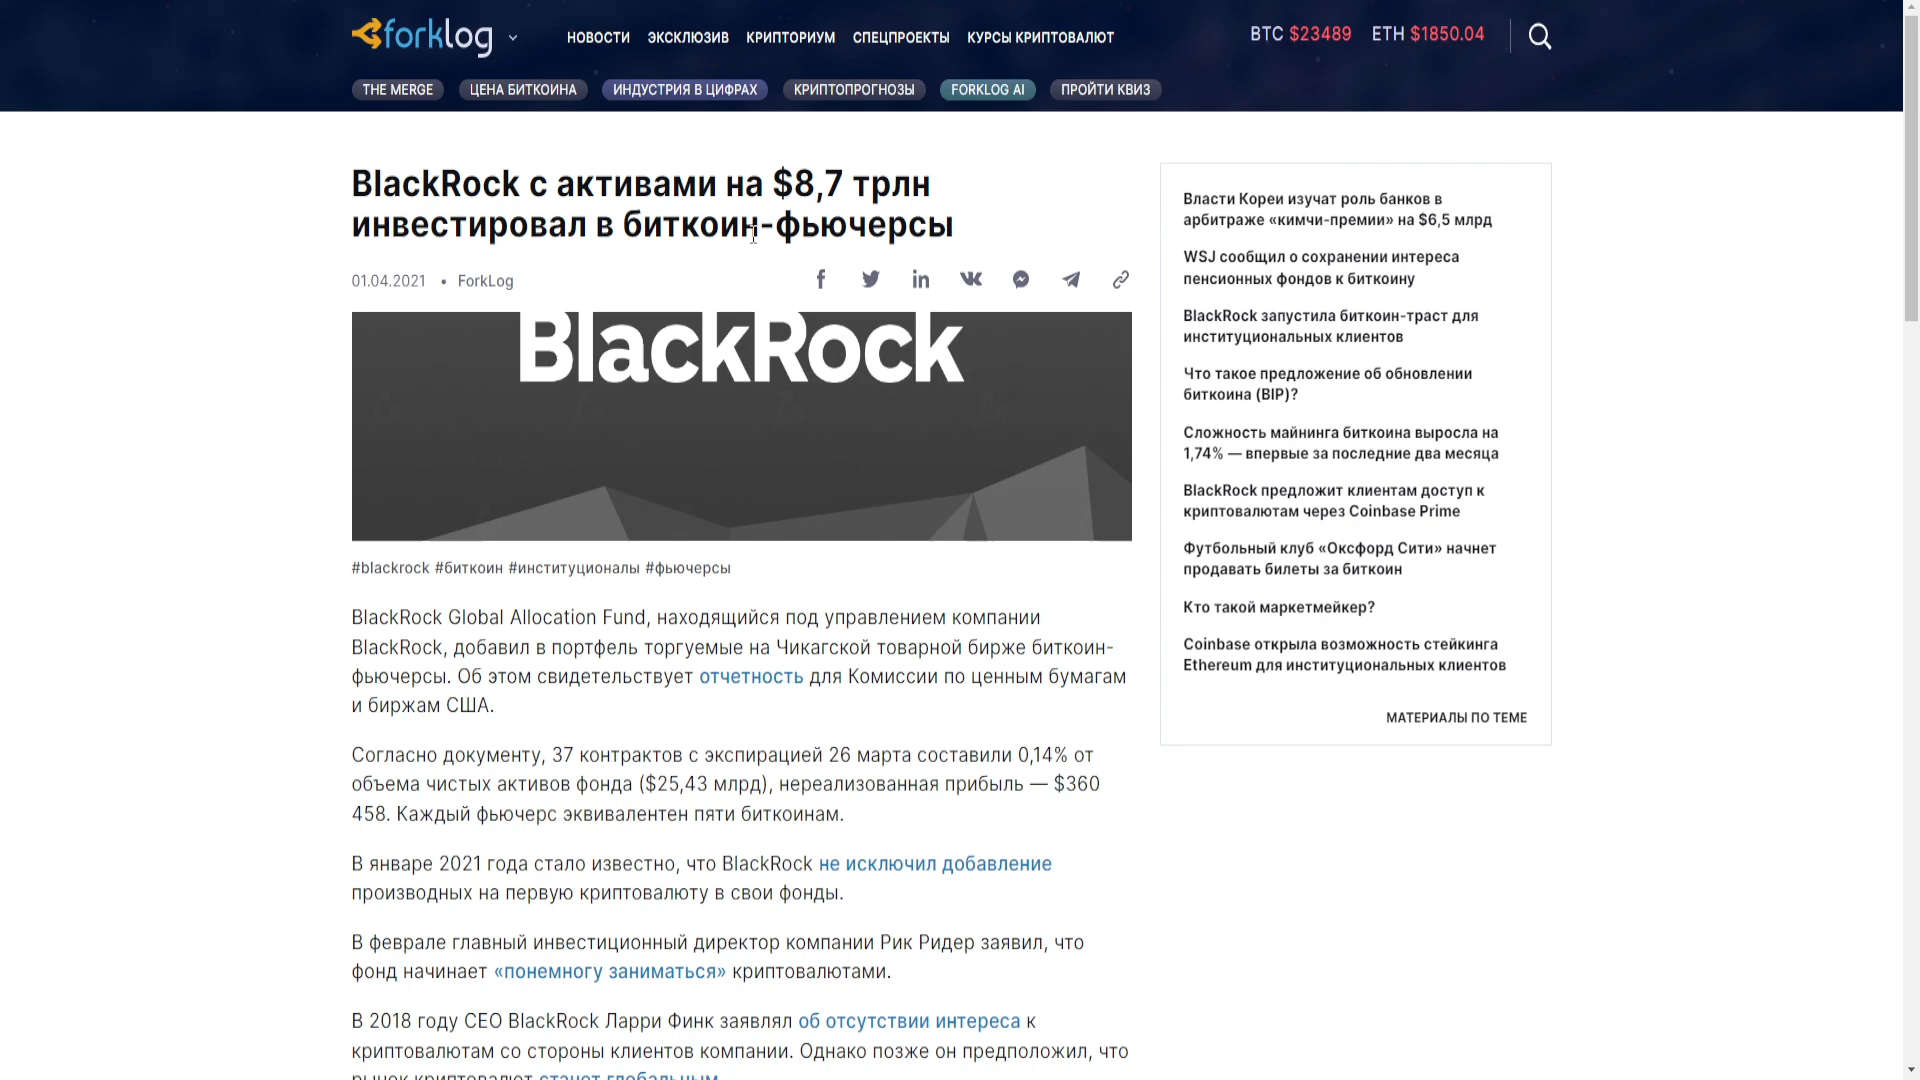 forklog
НОВОСТИ ЭКСКЛЮЗИВ КРИПТОРИУМ СПЕЦПРОЕКТЫ КУРСЫ КРИПТОВАЛЮТ
BTC $23489 ETH $1850.04
THE MERGE ЦЕНА БИТКОИНА ИНДУСТРИЯ В ЦИФРАХ КРИПТОПРОГНОЗЫ FORKLOG AI ПРОЙТИ КВИЗ
BlackRock с активами на $8,7 трлн
инвестировал в биткоин-фьючерсы
01.04.2021 • ForkLog
BlackRock
#blackrock #биткоин #институционалы #фьючерсы
BlackRock Global Allocation Fund, находящийся под управлением компании
BlackRock, добавил в портфель торгуемые на Чикагской товарной бирже биткоин-
фьючерсы. Об этом свидетельствует отчетность для Комиссии по ценным бумагам
и биржам США.
Согласно документу, 37 контрактов с экспирацией 26 марта составили 0,14% от
объема чистых активов фонда ($25,43 млрд), нереализованная прибыль — $360
458. Каждый фьючерс эквивалентен пяти биткоинам.
В январе 2021 года стало известно, что BlackRock не исключил добавление
производных на первую криптовалюту в свои фонды.
В феврале главный инвестиционный директор компании Рик Ридер заявил, что
фонд начинает «понемногу заниматься» криптовалютами.
В 2018 году CEO BlackRock Ларри Финк заявлял об отсутствии интереса к
криптовалютам со стороны клиентов компании. Однако позже он предположил, что
рынок криптовалют станет глобальным.
Власти Кореи изучат роль банков в
арбитраже «кимчи-премии» на $6,5 млрд
WSJ сообщил о сохранении интереса
пенсионных фондов к биткоину
BlackRock запустила биткоин-траст для
институциональных клиентов
Что такое предложение об обновлении
биткоина (BIP)?
Сложность майнинга биткоина выросла на
1,74% — впервые за последние два месяца
BlackRock предложит клиентам доступ к
криптовалютам через Coinbase Prime
Футбольный клуб «Оксфорд Сити» начнет
продавать билеты за биткоин
Кто такой маркетмейкер?
Coinbase открыла возможность стейкинга
Ethereum для институциональных клиентов
МАТЕРИАЛЫ ПО ТЕМЕ